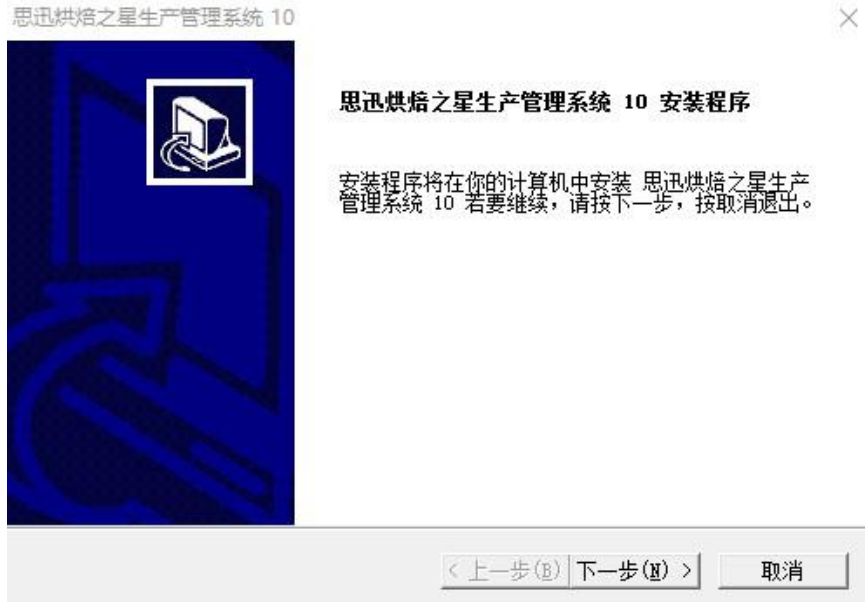 思迅烘焙之星生产管理系统 10
思迅烘焙之星生产管理系统 10 安装程序
安装程序将在你的计算机中安装 思迅烘焙之星生产
管理系统 10 若要继续，请按下一步，按取消退出。
< 上一步(B) 下一步(N) > 取消